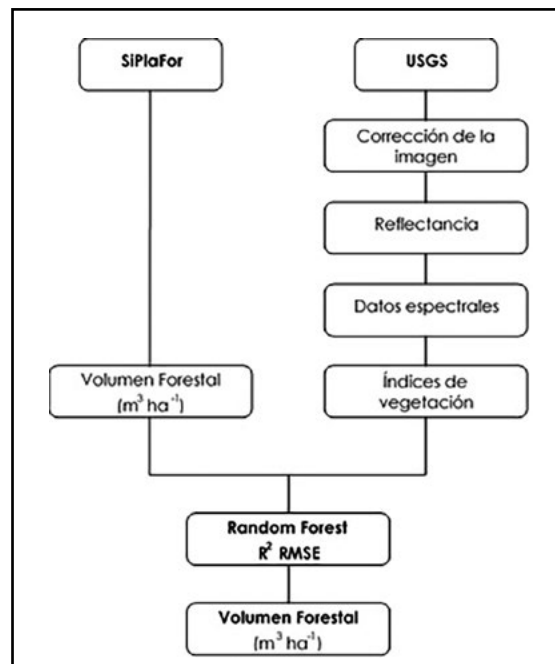 SiPlaFor
USGS
Corrección de la
imagen
Reflectancia
Datos espectrales
Volumen Forestal
(m³ ha⁻¹)
Índices de
vegetación
Random Forest
R² RMSE
Volumen Forestal
(m³ ha⁻¹)